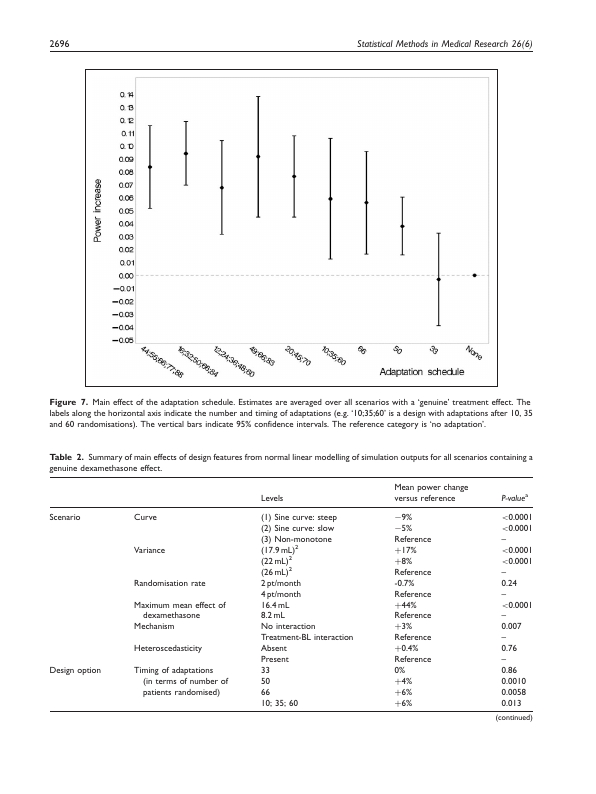 2696
Statistical Methods in Medical Research 26(6)
0.14
0.13
0.12
0.11
0.10
0.09
0.08
0.07
0.06
0.05
0.04
0.03
0.02
0.01
0.00
−0.01
−0.02
−0.03
−0.04
−0.05
Power increase
44;55;66;77;88
16;32;50;66;84
12;24;36;48;60
49;66;83
20;45;70
10;35;60
66
50
33
None
Adaptation schedule
Figure 7. Main effect of the adaptation schedule. Estimates are averaged over all scenarios with a 'genuine' treatment effect. The
labels along the horizontal axis indicate the number and timing of adaptations (e.g. '10;35;60' is a design with adaptations after 10, 35
and 60 randomisations). The vertical bars indicate 95% confidence intervals. The reference category is 'no adaptation'.
Table 2. Summary of main effects of design features from normal linear modelling of simulation outputs for all scenarios containing a
genuine dexamethasone effect.
Mean power change
Levels versus reference P-valueª
Scenario Curve (1) Sine curve: steep −9% <0.0001
(2) Sine curve: slow −5% <0.0001
(3) Non-monotone Reference –
Variance (17.9 mL)² +17% <0.0001
(22 mL)² +8% <0.0001
(26 mL)² Reference –
Randomisation rate 2 pt/month -0.7% 0.24
4 pt/month Reference –
Maximum mean effect of 16.4 mL +44% <0.0001
dexamethasone 8.2 mL Reference –
Mechanism No interaction +3% 0.007
Treatment-BL interaction Reference –
Heteroscedasticity Absent +0.4% 0.76
Present Reference –
Design option Timing of adaptations 33 0% 0.86
(in terms of number of 50 +4% 0.0010
patients randomised) 66 +6% 0.0058
10; 35; 60 +6% 0.013
(continued)